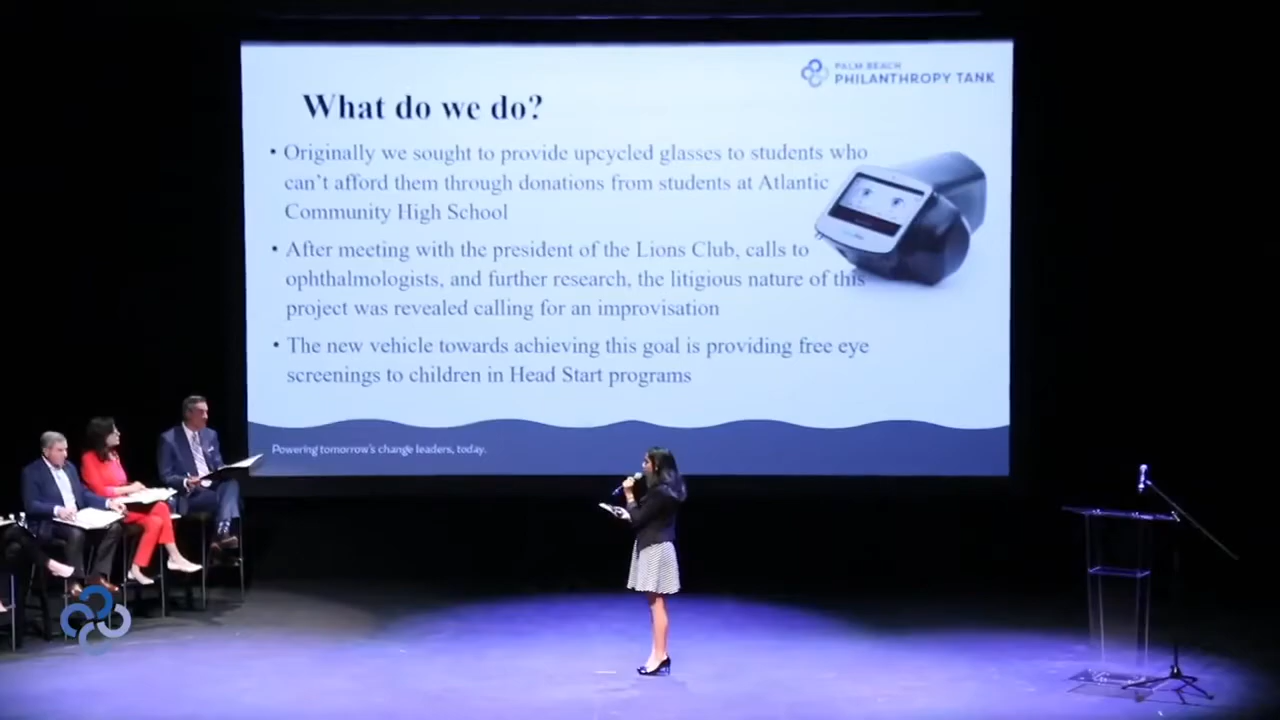 PALM BEACH
PHILANTHROPY TANK
What do we do?
• Originally we sought to provide upcycled glasses to students who
can't afford them through donations from students at Atlantic
Community High School
• After meeting with the president of the Lions Club, calls to
ophthalmologists, and further research, the litigious nature of this
project was revealed calling for an improvisation
• The new vehicle towards achieving this goal is providing free eye
screenings to children in Head Start programs
Powering tomorrow's change leaders, today.